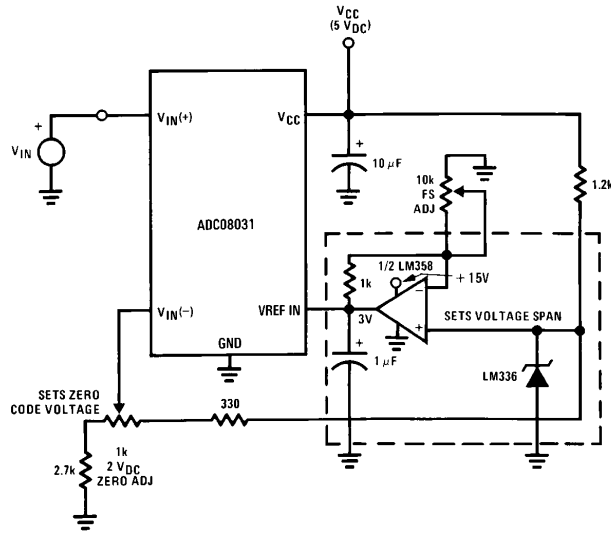 VCC
(5 VDC)
VIN(+)
VCC
+
VIN
+
10 µF
10k
FS
ADJ
1.2k
ADC08031
1/2 LM358
+ 15V
1k
−
VIN(−)
VREF IN
3V
+
SETS VOLTAGE SPAN
GND
+
1 µF
LM336
SETS ZERO
CODE VOLTAGE
330
1k
2 VDC
ZERO ADJ
2.7k